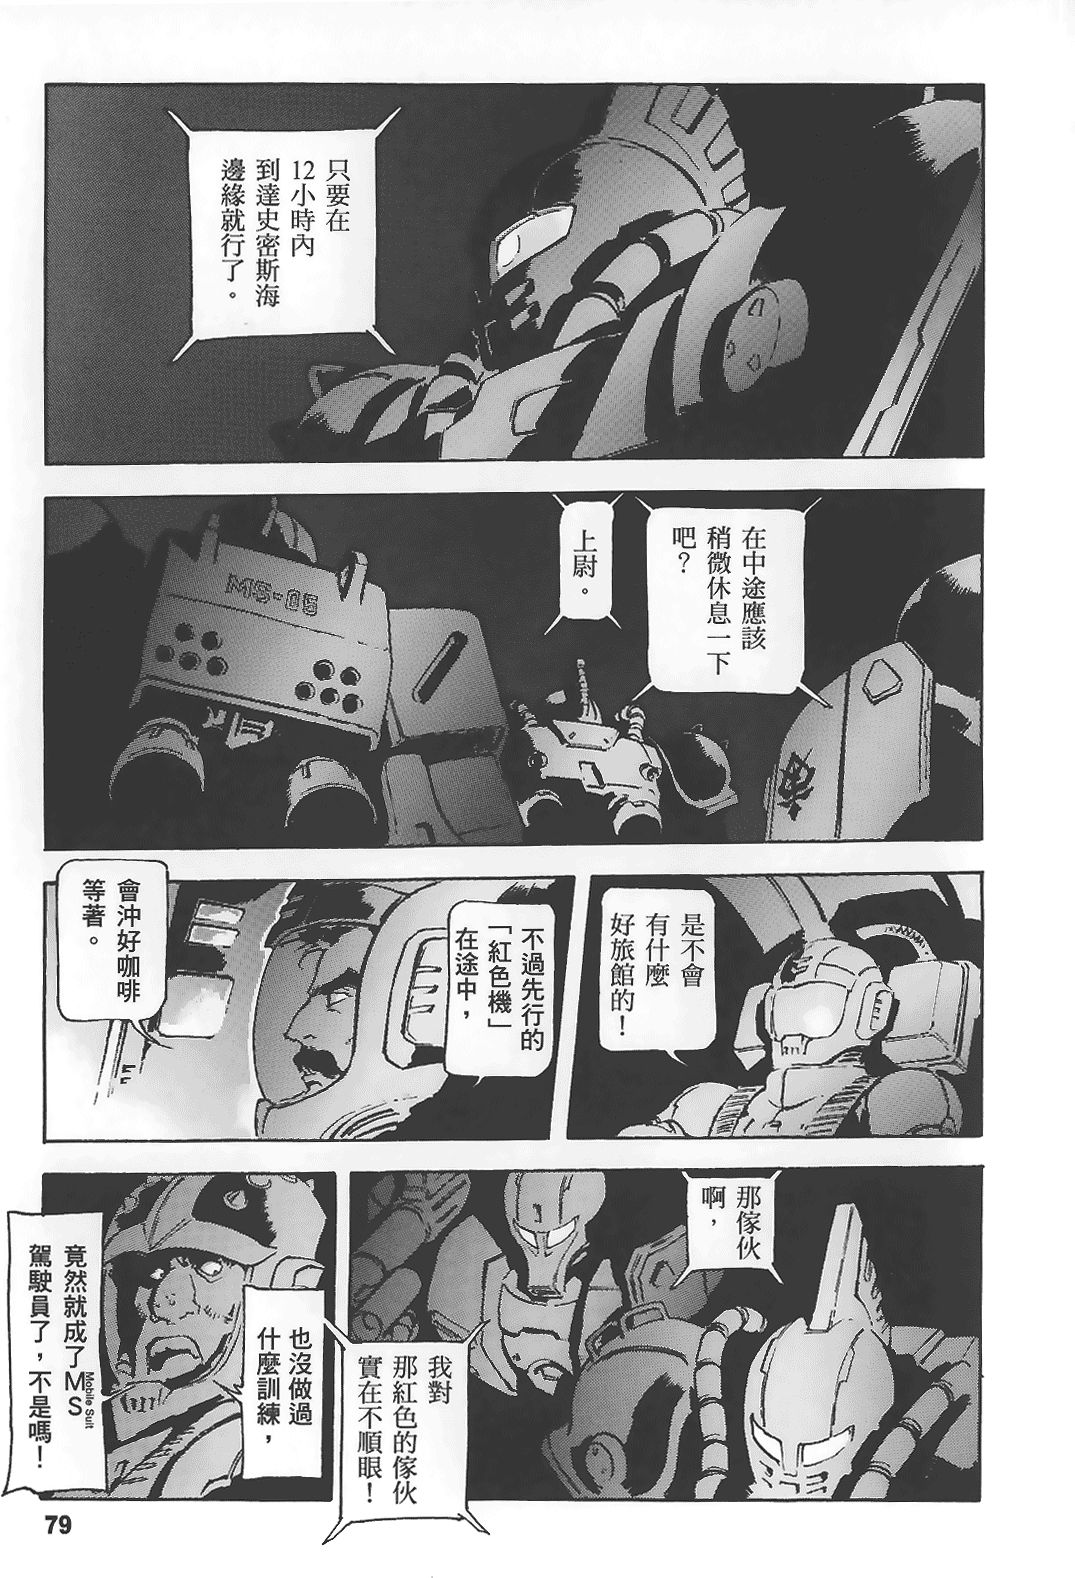 只要在
12小時內
到達史密斯海
邊緣就行了。
在中途應該
稍微休息一下
吧？
上尉。
MS-05
是不會
有什麼
好旅館的！
不過先行的
「紅色機」
在途中，
會沖好咖啡
等著。
那傢伙
啊，
我對
那紅色的傢伙
實在不順眼！
也沒做過
什麼訓練，
竟然就成了MS
Mobile Suit
駕駛員了，不是嗎！
79